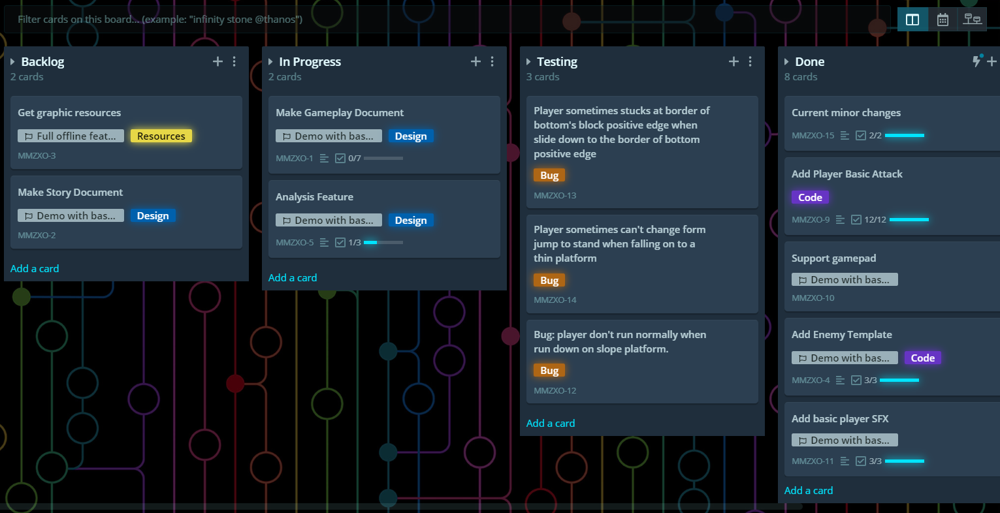 Filter cards on this board... (example: "infinity stone @thanos")
Backlog
2 cards
Get graphic resources
Full offline feat...
Resources
MMZXO-3
Make Story Document
Demo with bas...
Design
MMZXO-2
Add a card
In Progress
2 cards
Make Gameplay Document
Demo with bas...
Design
MMZXO-1
0/7
Analysis Feature
Demo with bas...
Design
MMZXO-5
1/3
Add a card
Testing
3 cards
Player sometimes stucks at border of
bottom's block positive edge when
slide down to the border of bottom
positive edge
Bug
MMZXO-13
Player sometimes can't change form
jump to stand when falling on to a
thin platform
Bug
MMZXO-14
Bug: player don't run normally when
run down on slope platform.
Bug
MMZXO-12
Add a card
Done
8 cards
Current minor changes
MMZXO-15
2/2
Add Player Basic Attack
Code
MMZXO-9
12/12
Support gamepad
Demo with bas...
MMZXO-10
Add Enemy Template
Demo with bas...
Code
MMZXO-4
3/3
Add basic player SFX
Demo with bas...
MMZXO-11
3/3
Add a card